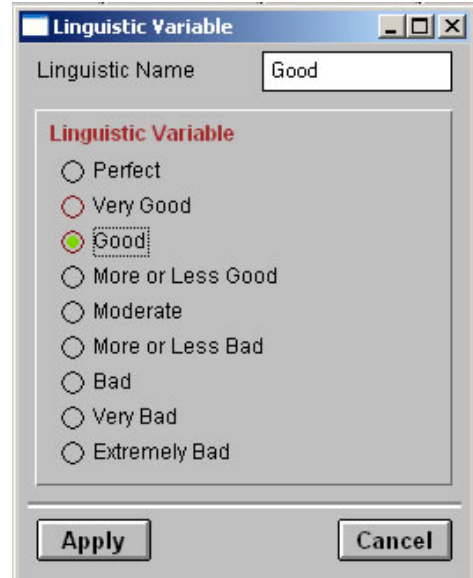 Linguistic Variable
Linguistic Name Good
Linguistic Variable
Perfect
Very Good
Good
More or Less Good
Moderate
More or Less Bad
Bad
Very Bad
Extremely Bad
Apply Cancel